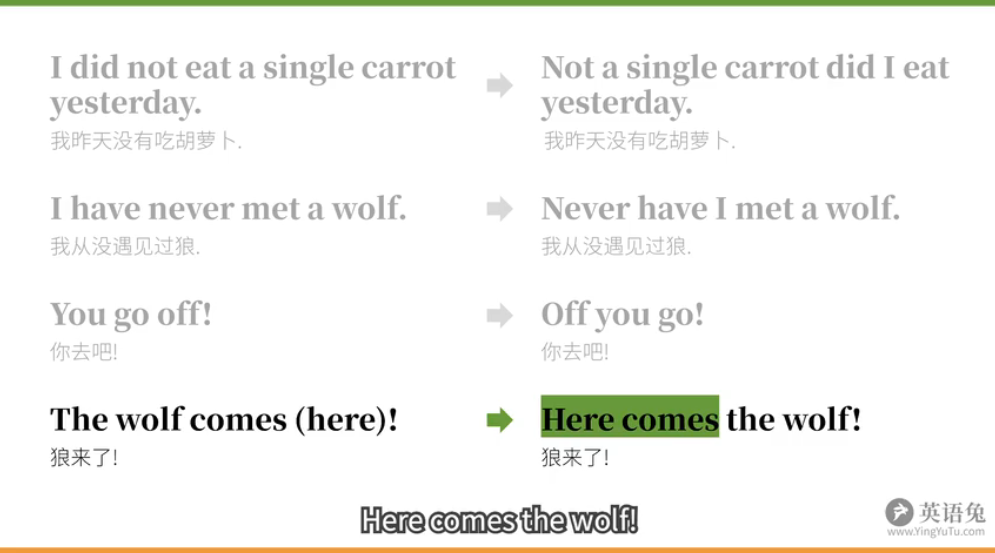 I did not eat a single carrot
yesterday.
我昨天没有吃胡萝卜.
Not a single carrot did I eat
yesterday.
我昨天没有吃胡萝卜.
I have never met a wolf.
我从没遇见过狼.
Never have I met a wolf.
我从没遇见过狼.
You go off!
你去吧!
Off you go!
你去吧!
The wolf comes (here)!
狼来了!
Here comes the wolf!
狼来了!
Here comes the wolf!
英语兔
www.YingYuTu.com